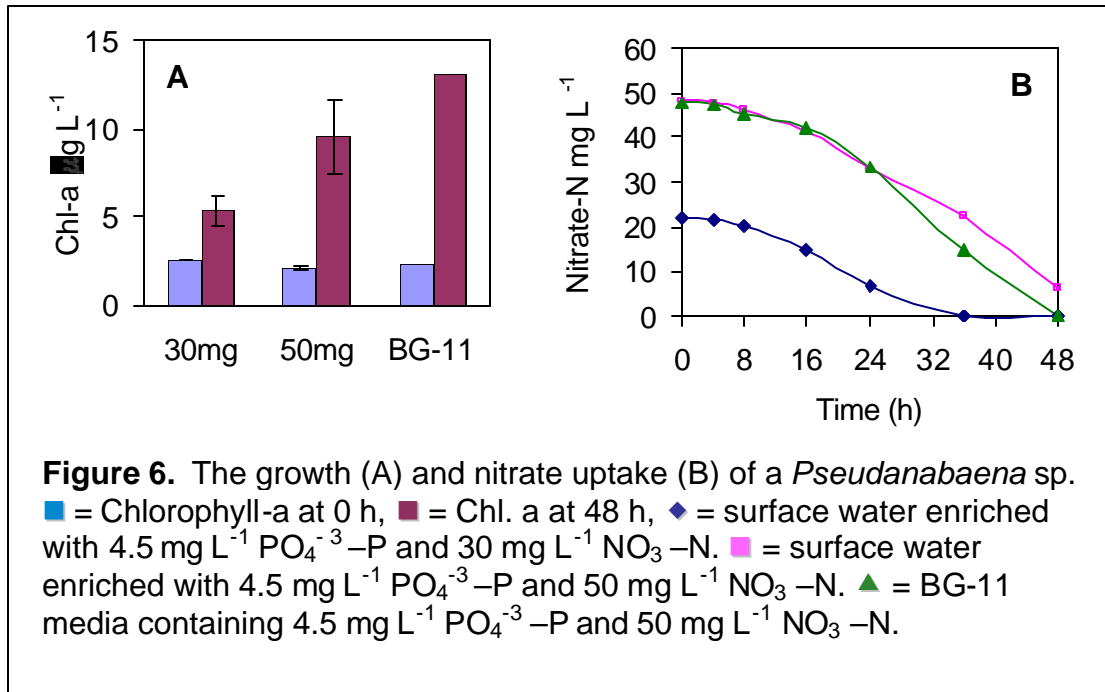 A
Chl-a µg L⁻¹
15
10
5
0
30mg 50mg BG-11
B
Nitrate-N mg L⁻¹
60
50
40
30
20
10
0
0 8 16 24 32 40 48
Time (h)
Figure 6. The growth (A) and nitrate uptake (B) of a Pseudanabaena sp.
■ = Chlorophyll-a at 0 h, ■ = Chl. a at 48 h, ◆ = surface water enriched
with 4.5 mg L⁻¹ PO₄⁻³ –P and 30 mg L⁻¹ NO₃ –N. ■ = surface water
enriched with 4.5 mg L⁻¹ PO₄⁻³ –P and 50 mg L⁻¹ NO₃ –N. ▲ = BG-11
media containing 4.5 mg L⁻¹ PO₄⁻³ –P and 50 mg L⁻¹ NO₃ –N.